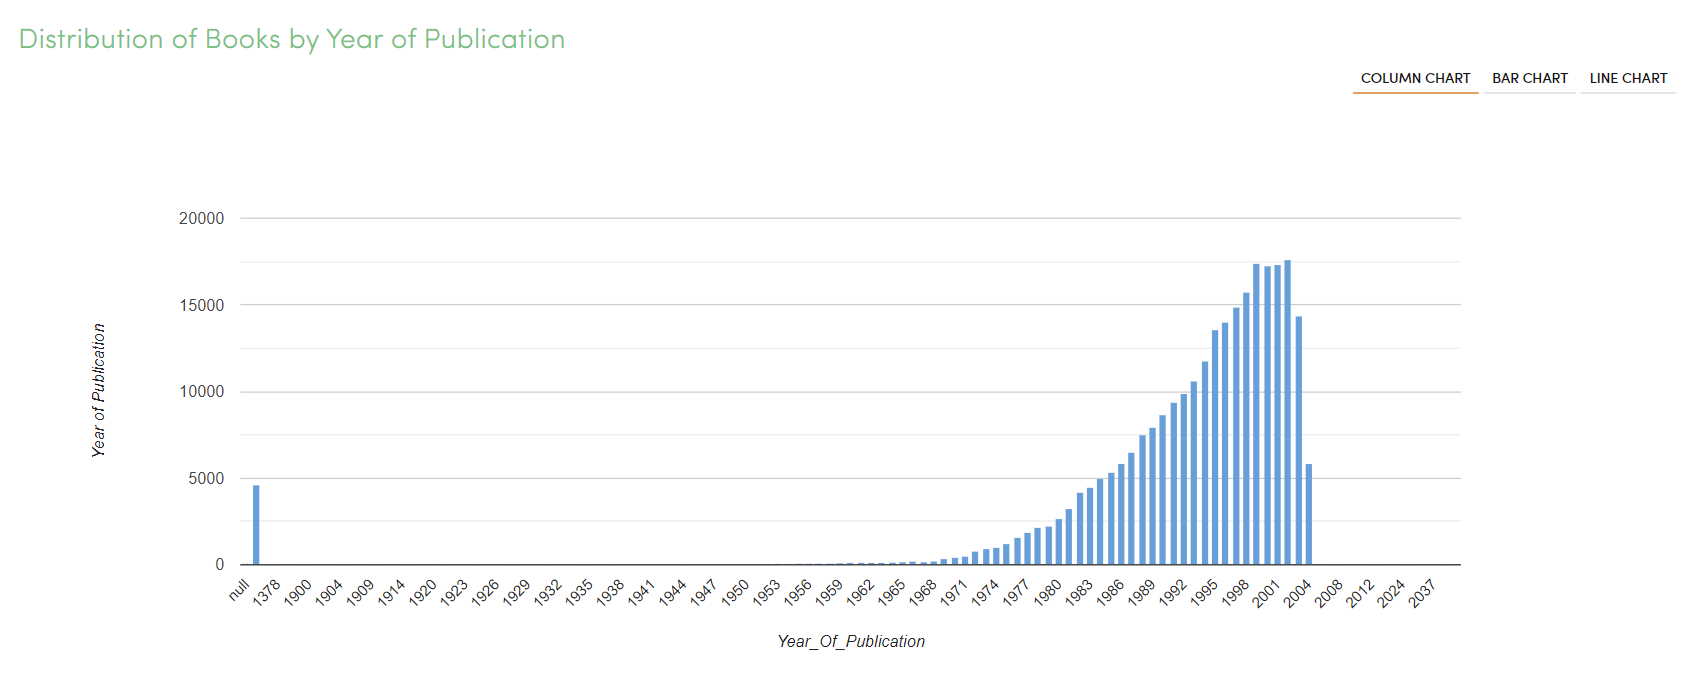 Distribution of Books by Year of Publication
COLUMN CHART BAR CHART LINE CHART
20000
15000
10000
5000
0
Year of Publication
null 1378 1900 1904 1909 1914 1920 1923 1926 1929 1932 1935 1938 1941 1944 1947 1950 1953 1956 1959 1962 1965 1968 1971 1974 1977 1980 1983 1986 1989 1992 1995 1998 2001 2004 2008 2012 2024 2037
Year_Of_Publication